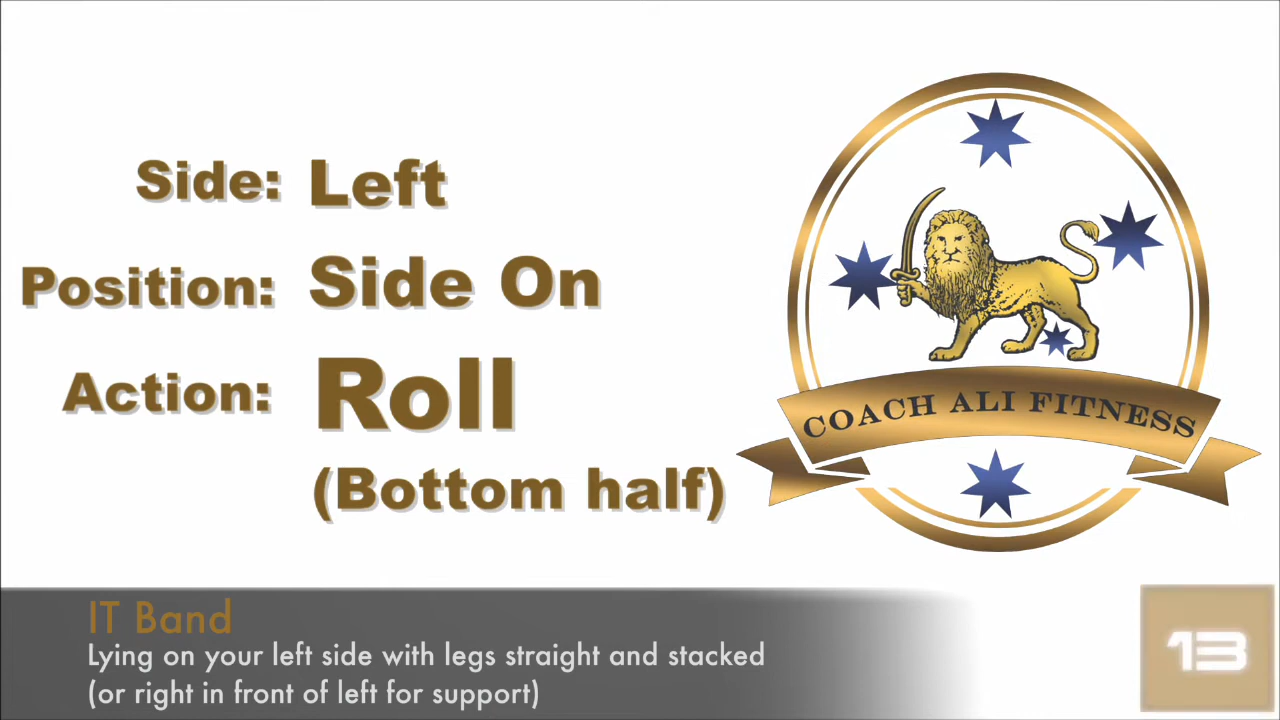 Side: Left
Position: Side On
Action: Roll
(Bottom half)
COACH ALI FITNESS
IT Band
Lying on your left side with legs straight and stacked
(or right in front of left for support)
13